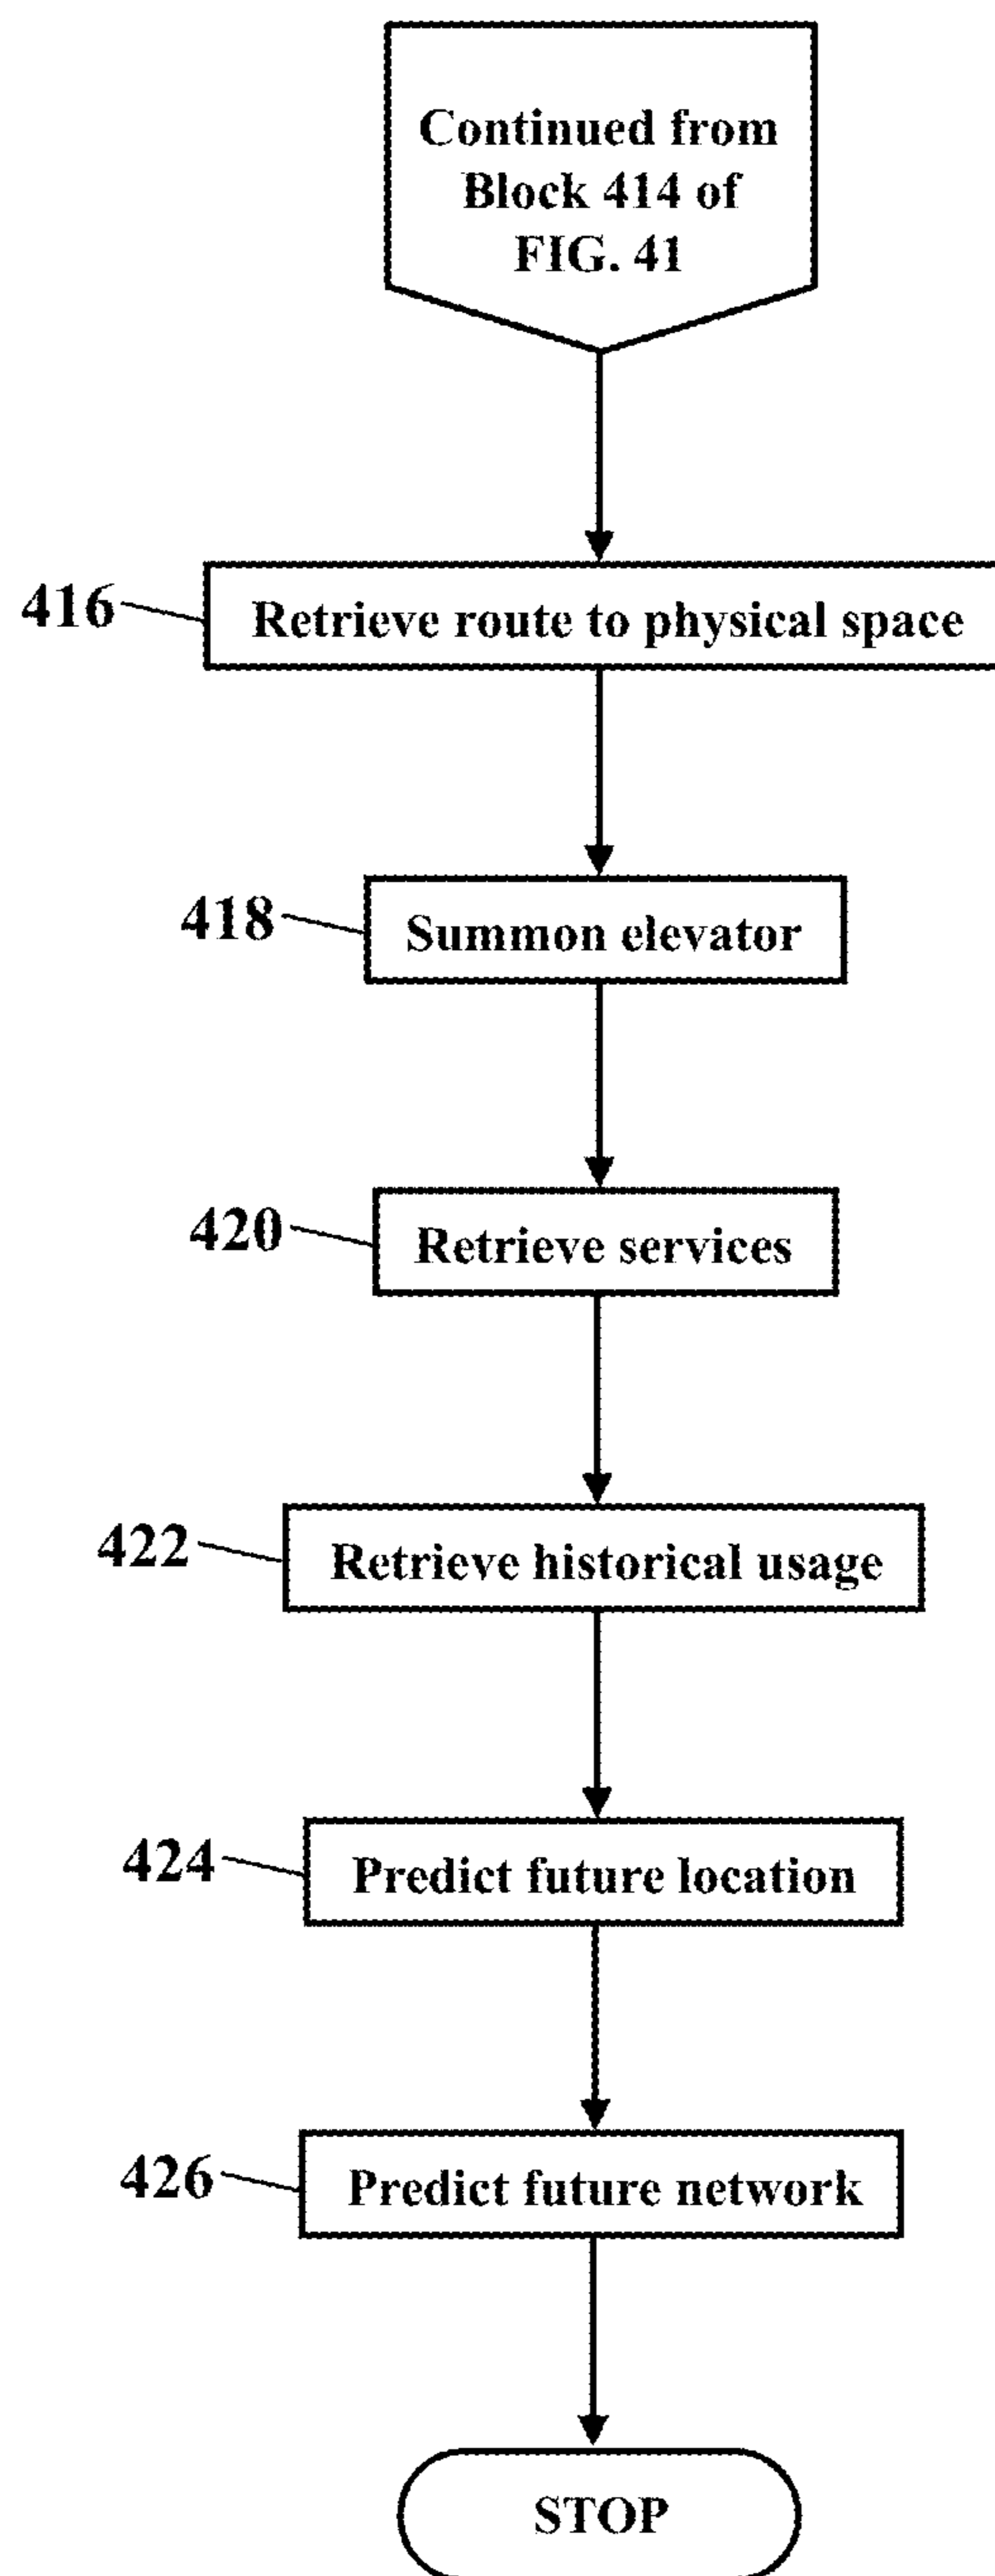 Continued from
Block 414 of
FIG. 41
416
Retrieve route to physical space
418
Summon elevator
420
Retrieve services
422
Retrieve historical usage
424
Predict future location
426
Predict future network
STOP